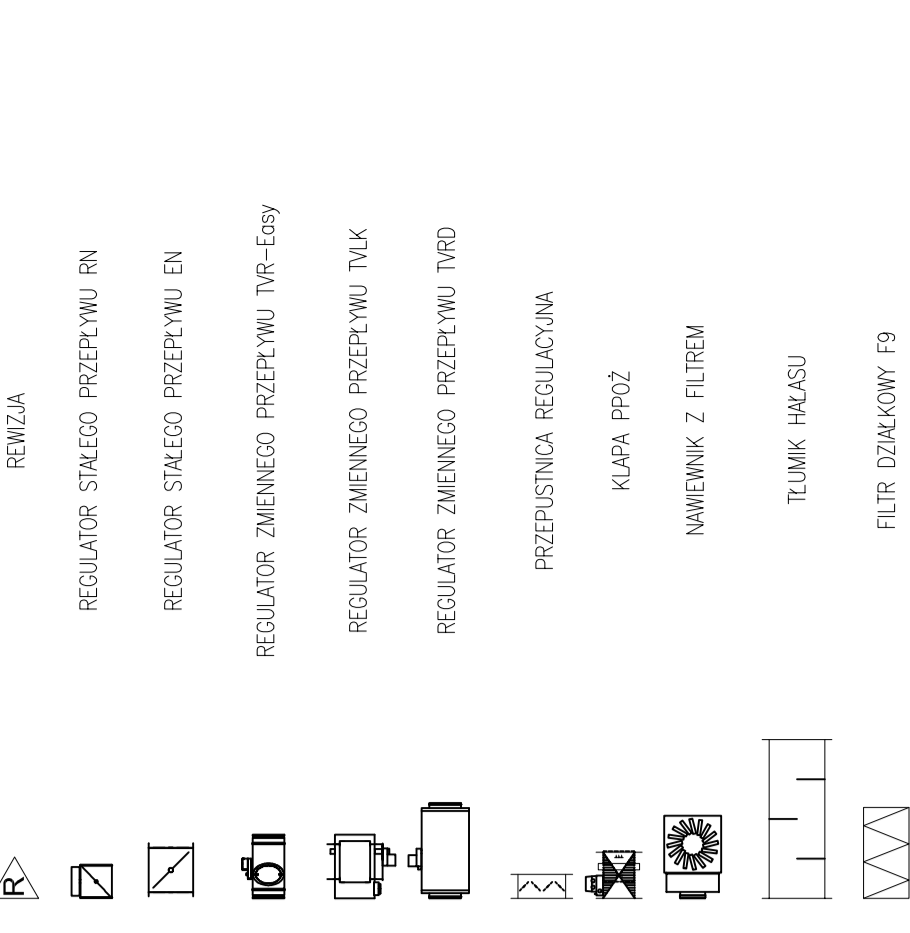 REWIZJA
REGULATOR STAŁEGO PRZEPŁYWU RN
REGULATOR STAŁEGO PRZEPŁYWU EN
REGULATOR ZMIENNEGO PRZEPŁYWU TVR-Easy
REGULATOR ZMIENNEGO PRZEPŁYWU TVLK
REGULATOR ZMIENNEGO PRZEPŁYWU TVRD
PRZEPUSTNICA REGULACYJNA
KLAPA PPOŻ
NAWIEWNIK Z FILTREM
TŁUMIK HAŁASU
FILTR DZIAŁKOWY F9
R